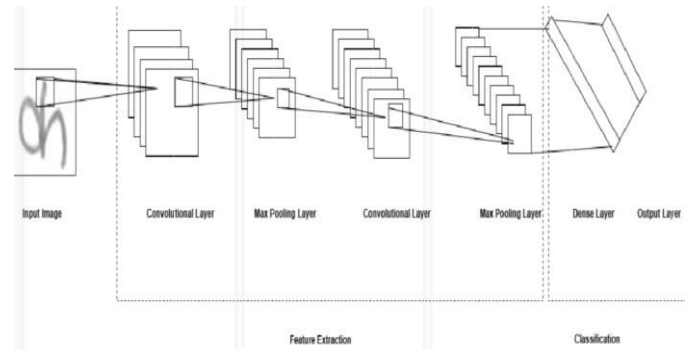 Input Image
Convolutional Layer
Max Pooling Layer
Convolutional Layer
Max Pooling Layer
Dense Layer
Output Layer
Feature Extraction
Classification